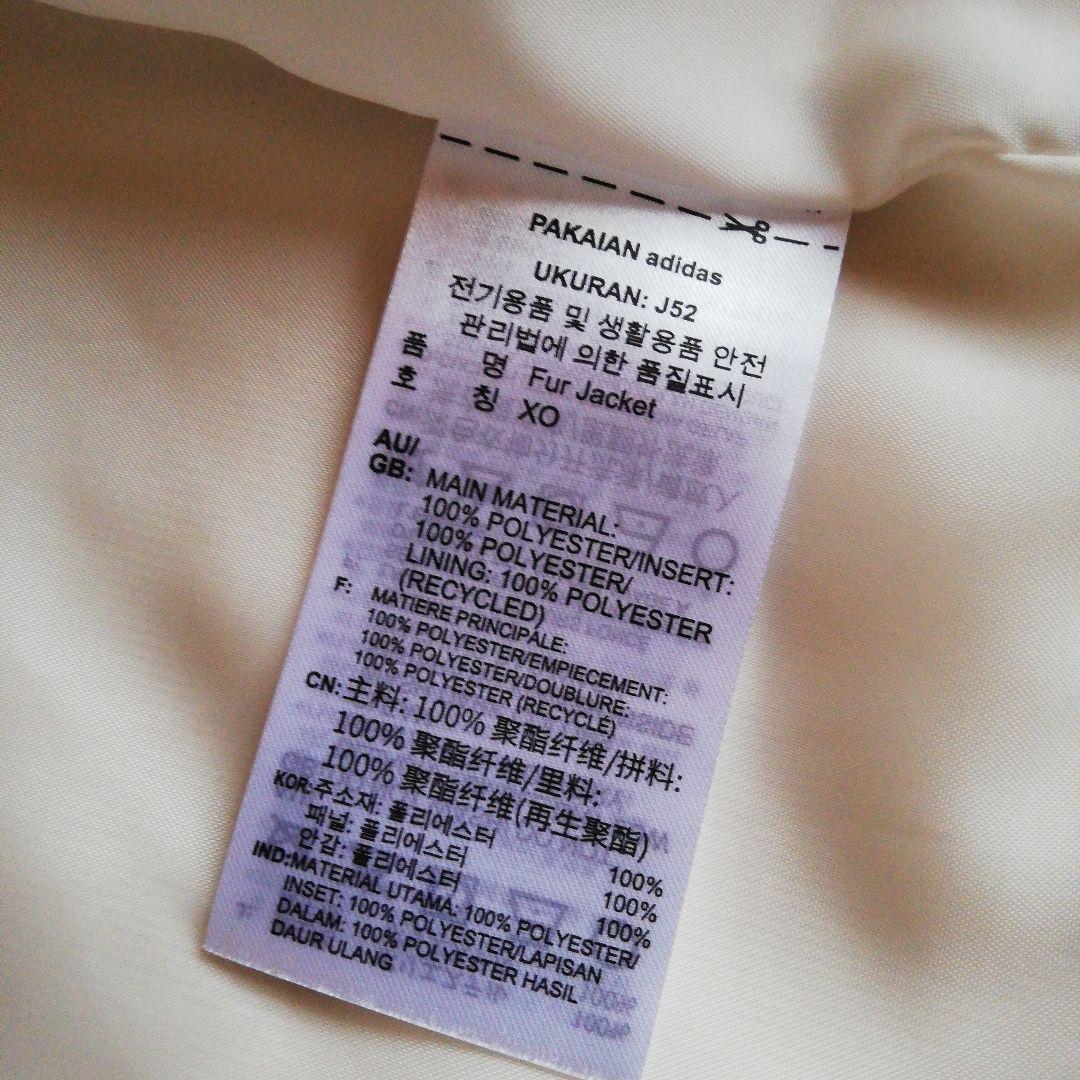 PAKAIAN adidas
UKURAN: J52
전기용품 및 생활용품 안전
관리법에 의한 품질표시
품 명 Fur Jacket
호 칭 XO
AU/
GB: MAIN MATERIAL:
100% POLYESTER/INSERT:
100% POLYESTER/
LINING: 100% POLYESTER
(RECYCLED)
F: MATIERE PRINCIPALE:
100% POLYESTER/EMPIECEMENT:
100% POLYESTER/DOUBLURE:
100% POLYESTER (RECYCLÉ)
CN: 主料: 100% 聚酯纤维/拼料:
100% 聚酯纤维/里料:
100% 聚酯纤维(再生聚酯)
KOR: 주소재: 폴리에스터 100%
패널: 폴리에스터 100%
안감: 폴리에스터 100%
IND: MATERIAL UTAMA: 100% POLYESTER/
INSET: 100% POLYESTER/LAPISAN
DALAM: 100% POLYESTER HASIL
DAUR ULANG